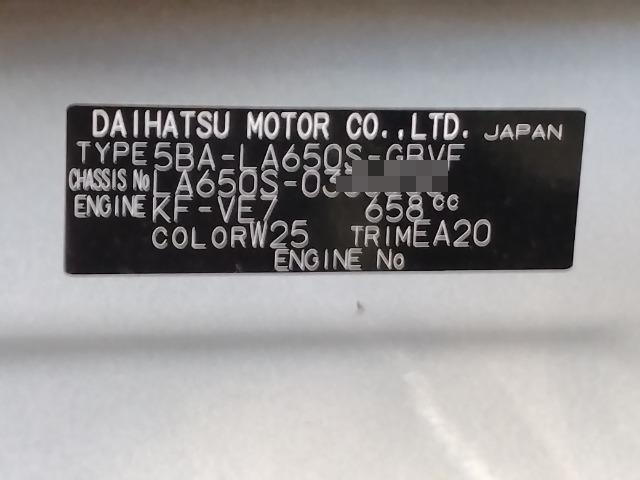 DAIHATSU MOTOR CO.,LTD. JAPAN
TYPE 5BA-LA650S-GBVF
CHASSIS No LA650S-03
ENGINE KF-VE7 658cc
COLOR W25 TRIM EA20
ENGINE No